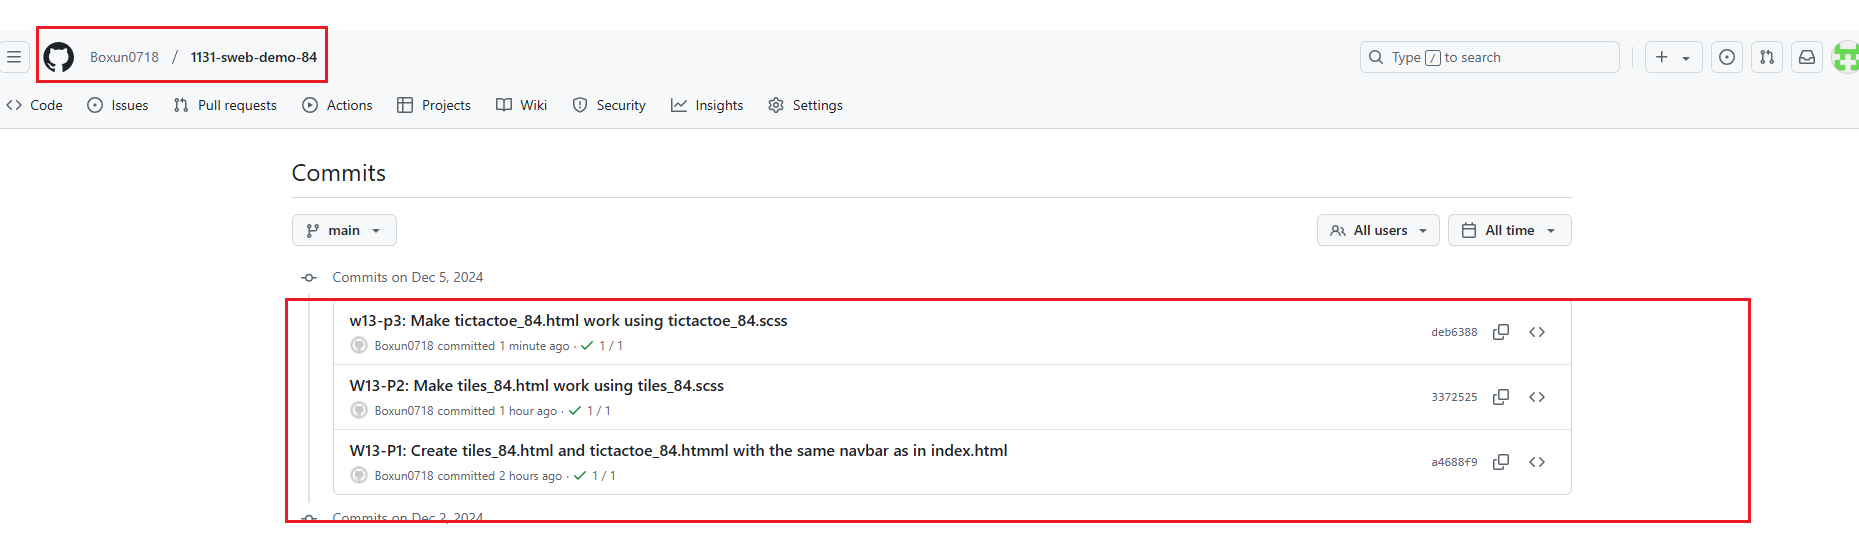 Boxun0718 / 1131-sweb-demo-84
Type / to search
Code Issues Pull requests Actions Projects Wiki Security Insights Settings
Commits
main
All users All time
Commits on Dec 5, 2024
w13-p3: Make tictactoe_84.html work using tictactoe_84.scss
deb6388
Boxun0718 committed 1 minute ago · 1 / 1
W13-P2: Make tiles_84.html work using tiles_84.scss
3372525
Boxun0718 committed 1 hour ago · 1 / 1
W13-P1: Create tiles_84.html and tictactoe_84.htmml with the same navbar as in index.html
a4688f9
Boxun0718 committed 2 hours ago · 1 / 1
Commits on Dec 2, 2024